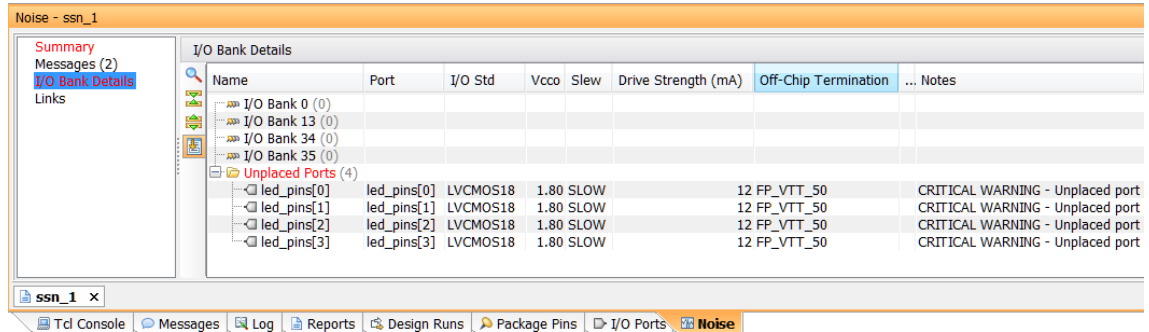 Noise - ssn_1
Summary
Messages (2)
I/O Bank Details
Links
I/O Bank Details
Name Port I/O Std Vcco Slew Drive Strength (mA) Off-Chip Termination ... Notes
I/O Bank 0 (0)
I/O Bank 13 (0)
I/O Bank 34 (0)
I/O Bank 35 (0)
Unplaced Ports (4)
led_pins[0] led_pins[0] LVCMOS18 1.80 SLOW 12 FP_VTT_50 CRITICAL WARNING - Unplaced port
led_pins[1] led_pins[1] LVCMOS18 1.80 SLOW 12 FP_VTT_50 CRITICAL WARNING - Unplaced port
led_pins[2] led_pins[2] LVCMOS18 1.80 SLOW 12 FP_VTT_50 CRITICAL WARNING - Unplaced port
led_pins[3] led_pins[3] LVCMOS18 1.80 SLOW 12 FP_VTT_50 CRITICAL WARNING - Unplaced port
ssn_1 ×
Tcl Console Messages Log Reports Design Runs Package Pins I/O Ports Noise